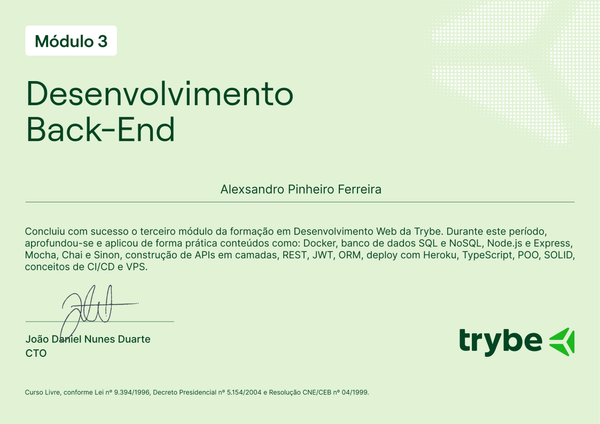 Módulo 3
Desenvolvimento
Back-End
Alexsandro Pinheiro Ferreira
Concluiu com sucesso o terceiro módulo da formação em Desenvolvimento Web da Trybe. Durante este período,
aprofundou-se e aplicou de forma prática conteúdos como: Docker, banco de dados SQL e NoSQL, Node.js e Express,
Mocha, Chai e Sinon, construção de APIs em camadas, REST, JWT, ORM, deploy com Heroku, TypeScript, POO, SOLID,
conceitos de CI/CD e VPS.
João Daniel Nunes Duarte
CTO
trybe
Curso Livre, conforme Lei nº 9.394/1996, Decreto Presidencial nº 5.154/2004 e Resolução CNE/CEB nº 04/1999.